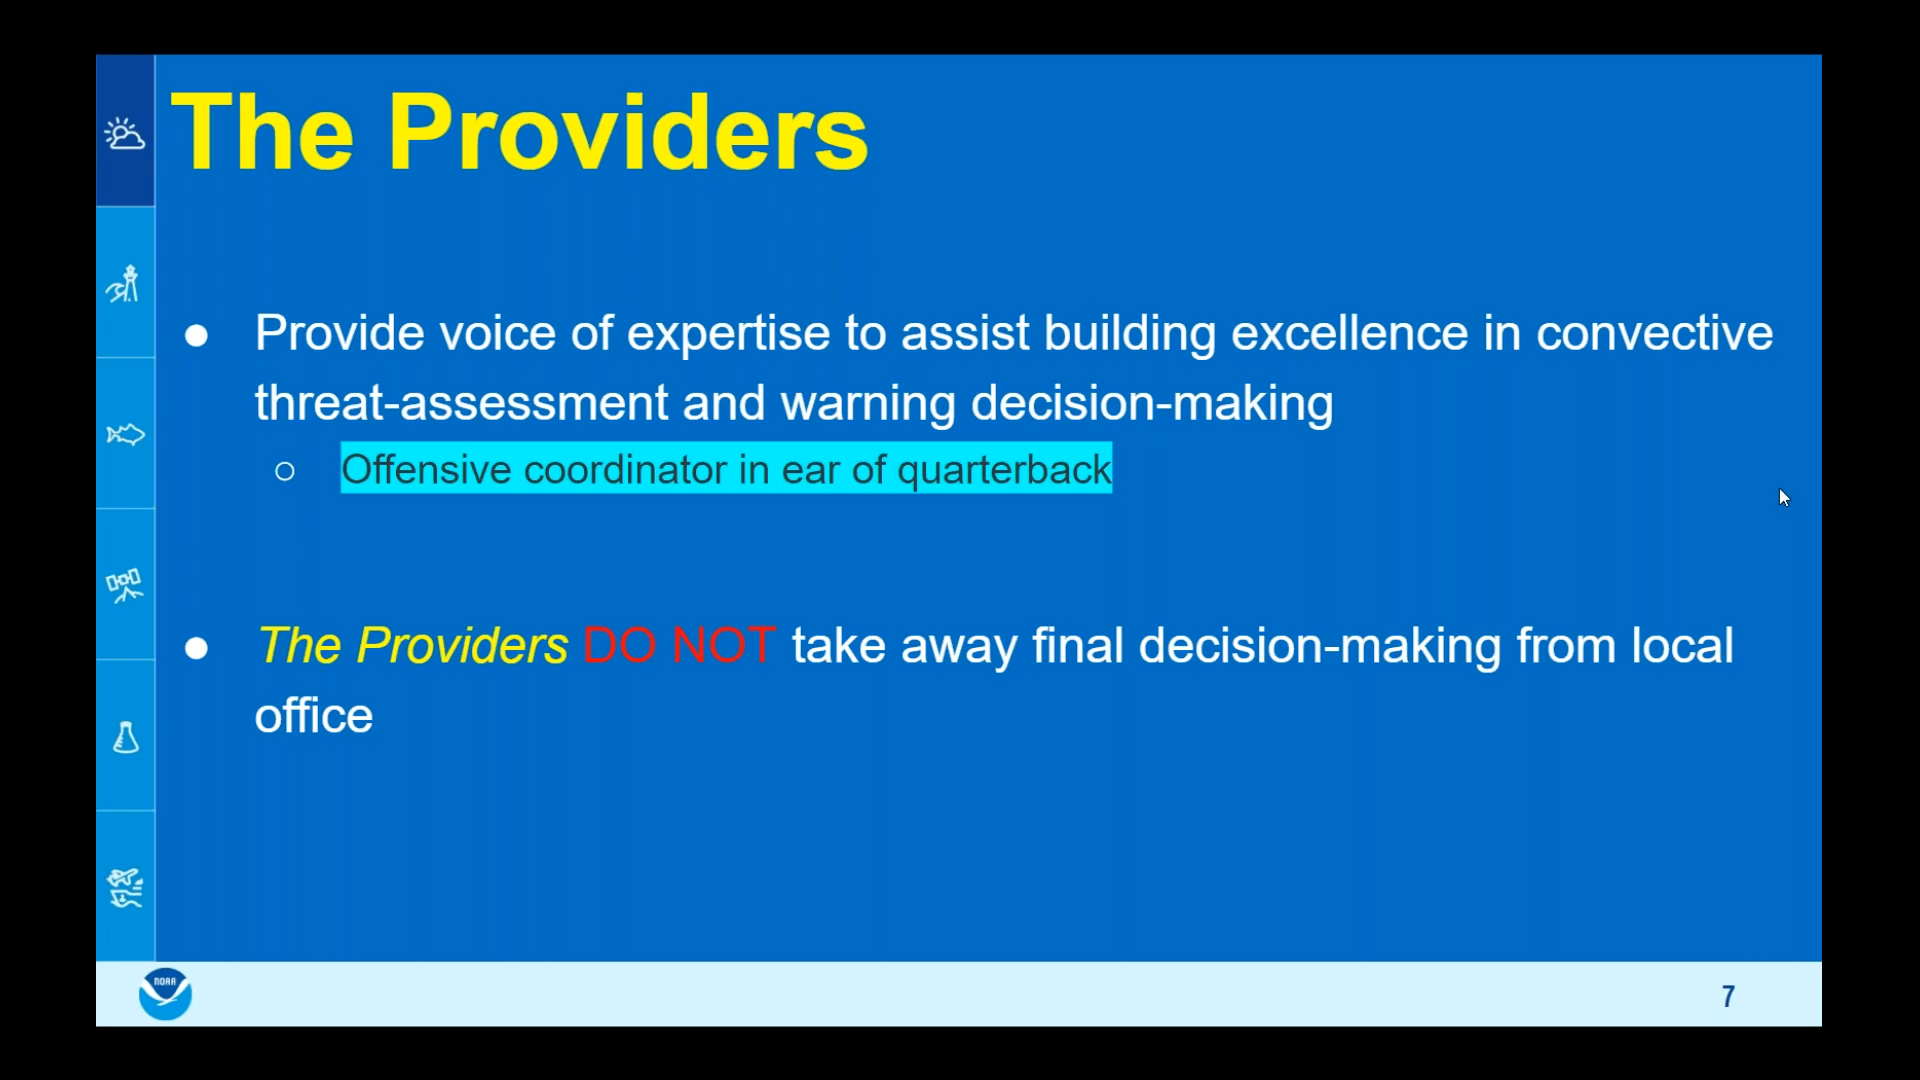 The Providers
● Provide voice of expertise to assist building excellence in convective
threat-assessment and warning decision-making
○ Offensive coordinator in ear of quarterback
● The Providers DO NOT take away final decision-making from local
office
NOAA
7